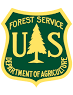 FOREST SERVICE
U S
DEPARTMENT OF AGRICULTURE